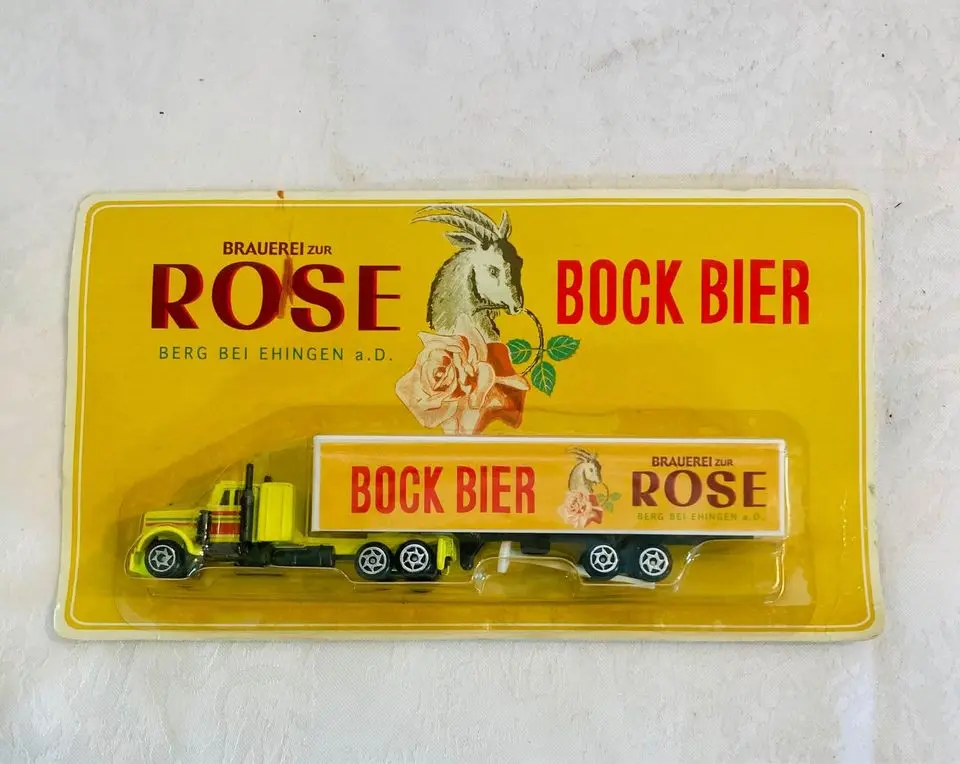 BRAUEREI ZUR
ROSE
BERG BEI EHINGEN a.D.
BOCK BIER
BOCK BIER
BRAUEREI ZUR
ROSE
BERG BEI EHINGEN a.D.